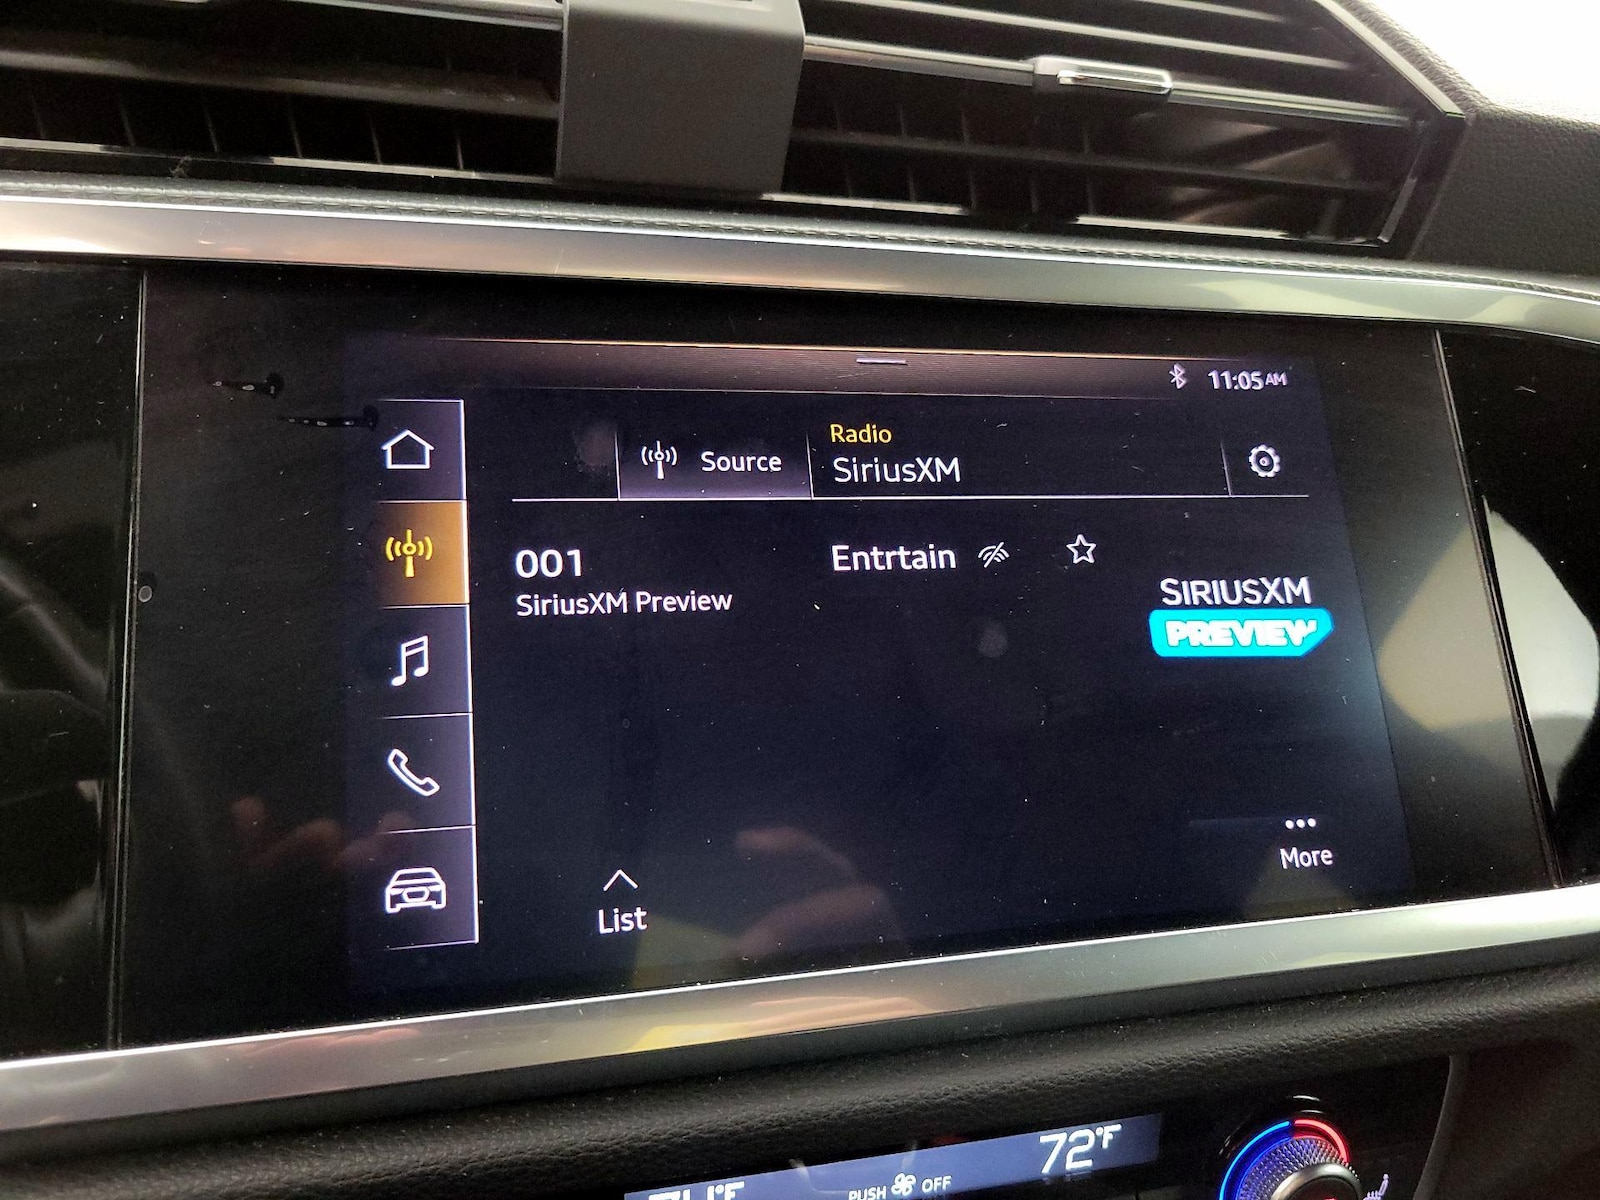 11:05 AM
Source
Radio
SiriusXM
001
Entrtain
SiriusXM Preview
SIRIUSXM
PREVIEW
More
List
72°F
PUSH OFF